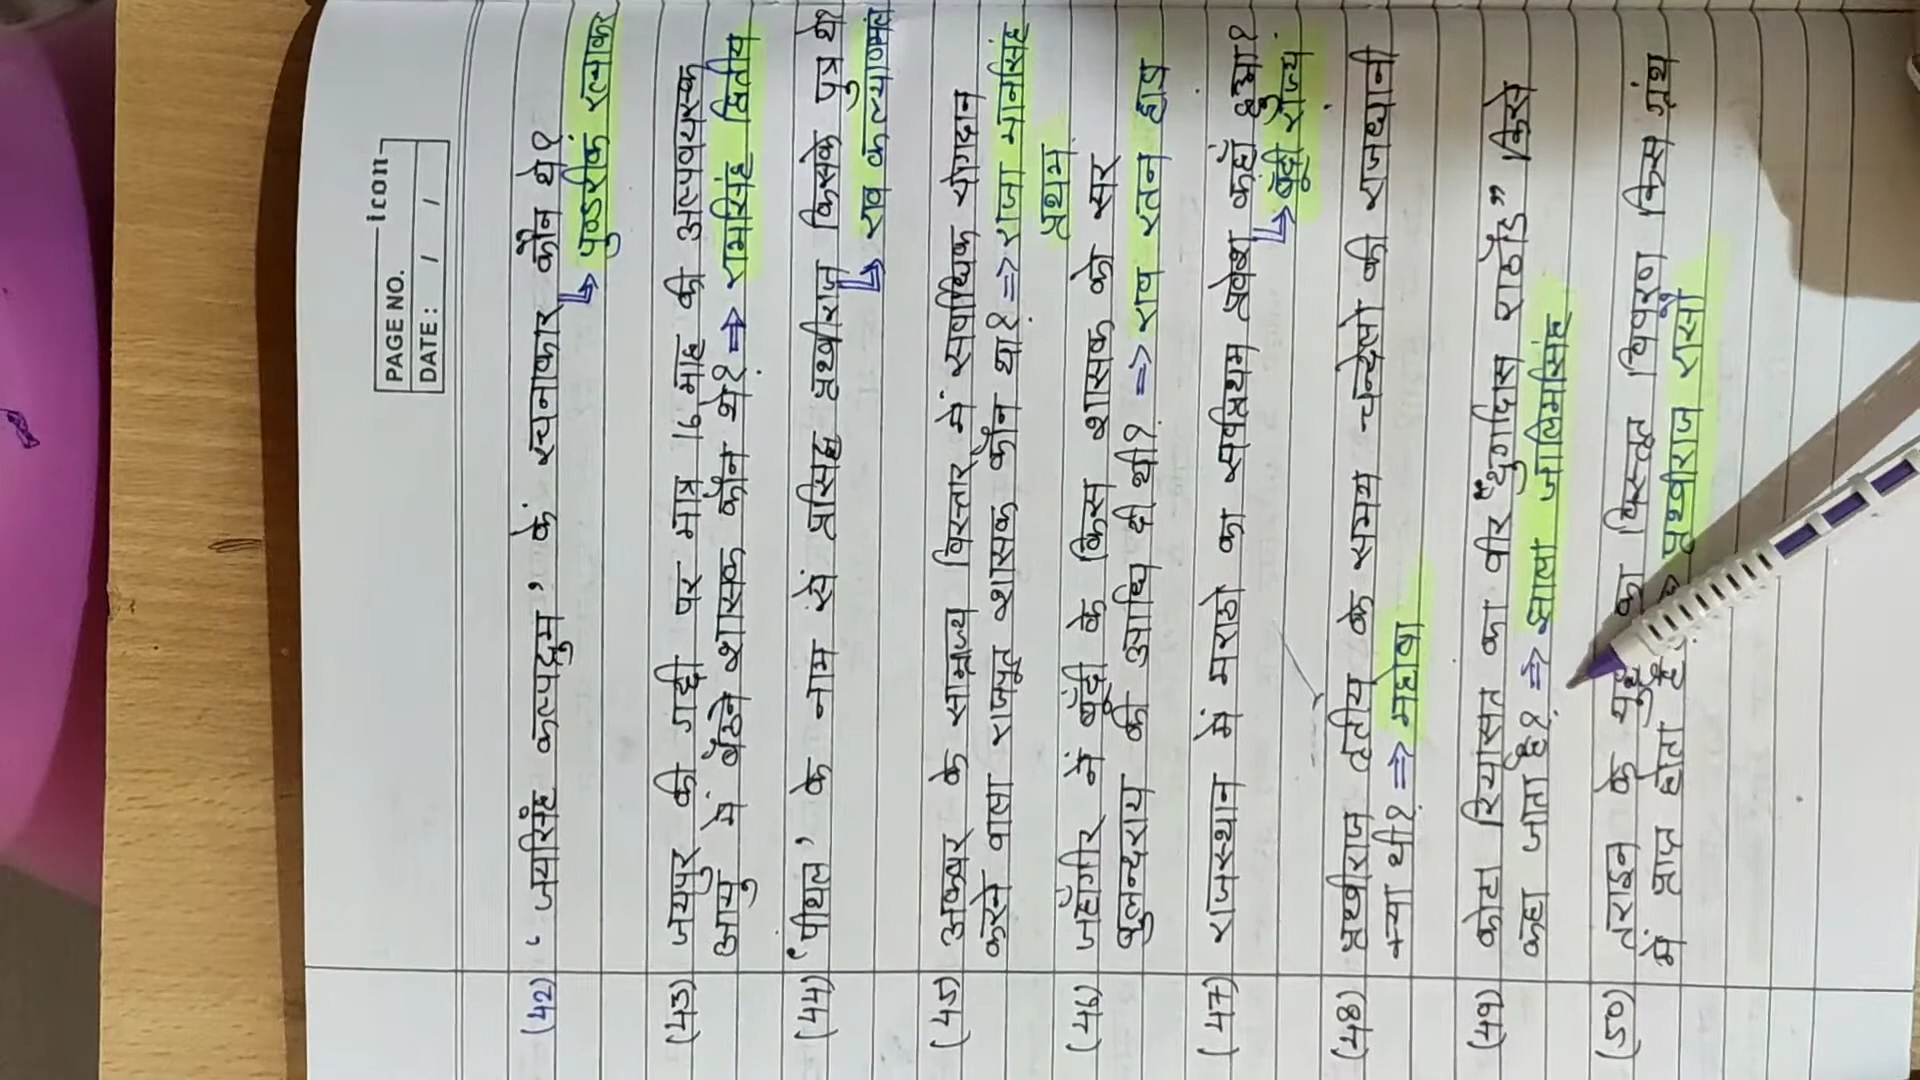 icon
PAGE NO.
DATE: / /
(42) ' जयसिंह कल्पद्रुम ' के रचनाकार कौन थे?
↳ पुण्डरीक रत्नाकर
(43) जयपुर की गद्दी पर मात्र 16 माह की अल्पवयस्क
आयु में बैठने शासक कौन थे? ⇒ रामसिंह द्वितीय
(44) 'पीथल' के नाम से प्रसिद्ध पृथ्वीराज किसके पुत्र थे?
↳ राव कल्याणमल
(45) अकबर के साम्राज्य विस्तार में सर्वाधिक योगदान
करने वाला राजपूत शासक कौन था? ⇒ राजा मानसिंह
प्रथम
(46) जहाँगीर ने बूँदी के किस शासक को सर
बुलन्दराय की उपाधि दी थी? ⇒ राव रतन हाड़ा
(47) राजस्थान में मराठों का सर्वप्रथम प्रवेश कहाँ हुआ?
↳ बूँदी राज्य
(48) पृथ्वीराज तृतीय के समय चन्देलों की राजधानी
क्या थी? ⇒ महोबा
(49) कोटा रियासत का वीर "दुर्गादास राठौड़" किसे
कहा जाता है? ⇒ झाला जालिमसिंह
(50) तराइन के का विस्तृत विवरण किस ग्रंथ
में प्राप्त होता है पृथ्वीराज रासो